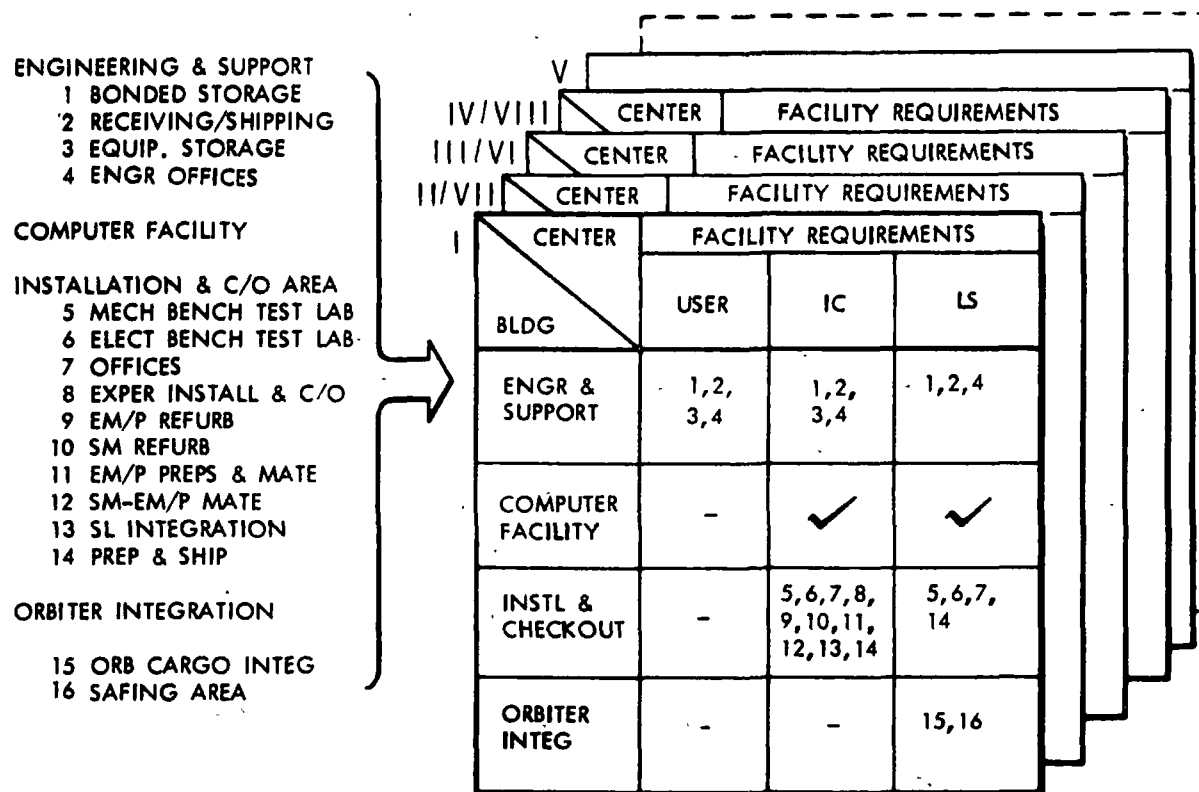 ENGINEERING & SUPPORT
1 BONDED STORAGE
2 RECEIVING/SHIPPING
3 EQUIP. STORAGE
4 ENGR OFFICES
COMPUTER FACILITY
INSTALLATION & C/O AREA
5 MECH BENCH TEST LAB
6 ELECT BENCH TEST LAB
7 OFFICES
8 EXPER INSTALL & C/O
9 EM/P REFURB
10 SM REFURB
11 EM/P PREPS & MATE
12 SM-EM/P MATE
13 SL INTEGRATION
14 PREP & SHIP
ORBITER INTEGRATION
15 ORB CARGO INTEG
16 SAFING AREA
V
IV/VIII CENTER FACILITY REQUIREMENTS
III/VI CENTER FACILITY REQUIREMENTS
II/VII CENTER FACILITY REQUIREMENTS
I CENTER FACILITY REQUIREMENTS
BLDG USER IC LS
ENGR & 1,2, 1,2, 1,2,4
SUPPORT 3,4 3,4
COMPUTER
FACILITY - ✓ ✓
INSTL & 5,6,7,8, 5,6,7,
CHECKOUT - 9,10,11, 14
12,13,14
ORBITER
INTEG - - 15,16